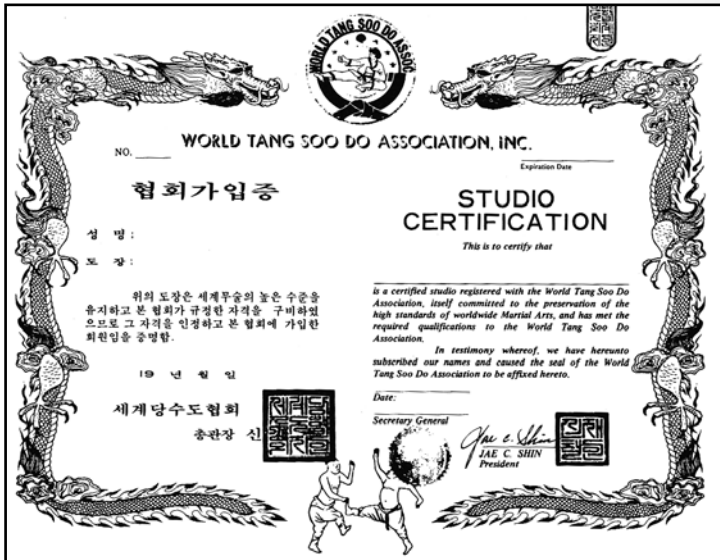 WORLD TANG SOO DO ASSOC.
NO.
WORLD TANG SOO DO ASSOCIATION, INC.
Expiration Date
협회가입증
성 명:
도 장:
위의 도장은 세계무술의 높은 수준을
유지하고 본 협회가 규정한 자격을 구비하였
으므로 그 자격을 인정하고 본 협회에 가입한
회원임을 증명함.
19 년 월 일
세계당수도협회
총관장 신
STUDIO
CERTIFICATION
This is to certify that
is a certified studio registered with the World Tang Soo Do
Association, itself committed to the preservation of the
high standards of worldwide Martial Arts, and has met the
required qualifications to the World Tang Soo Do
Association.
In testimony whereof, we have hereunto
subscribed our names and caused the seal of the World
Tang Soo Do Association to be affixed hereto.
Date:
Secretary General
Jae C. Shin
JAE C. SHIN
President